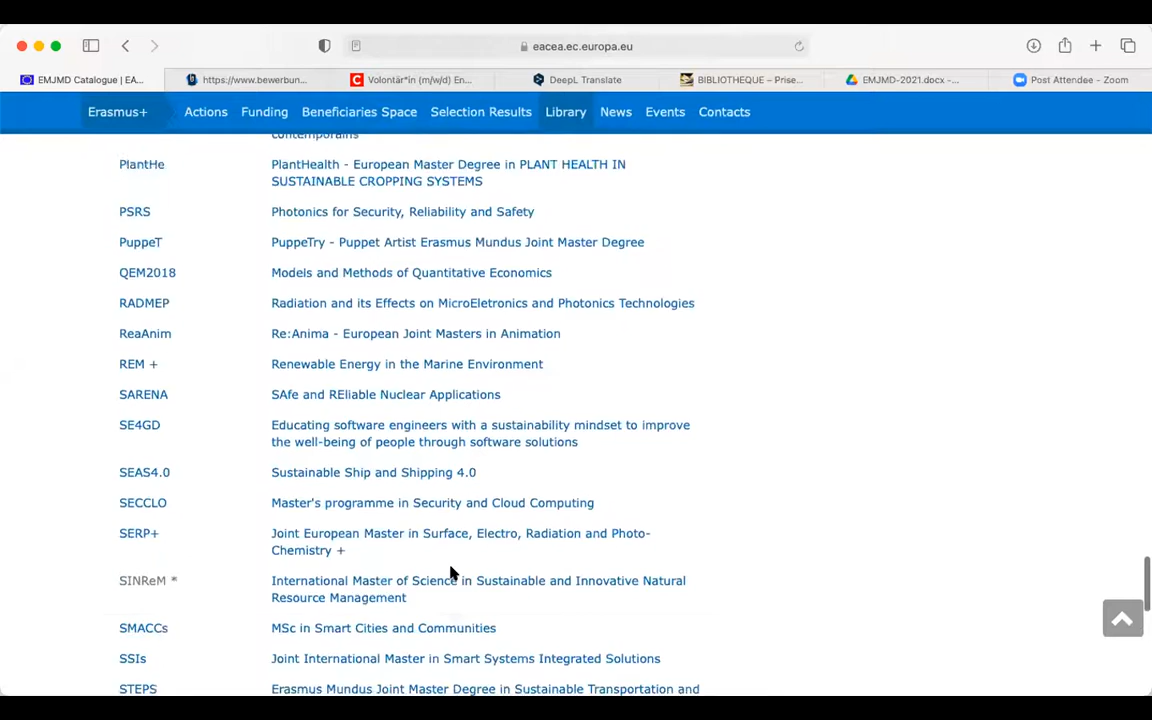 eacea.ec.europa.eu
EMJMD Catalogue | EA...
https://www.bewerbun...
Volontär*in (m/w/d) En...
DeepL Translate
BIBLIOTHEQUE – Prise...
EMJMD-2021.docx -...
Post Attendee - Zoom
Erasmus+ Actions Funding Beneficiaries Space Selection Results Library News Events Contacts
contemporains
PlantHe PlantHealth - European Master Degree in PLANT HEALTH IN
SUSTAINABLE CROPPING SYSTEMS
PSRS Photonics for Security, Reliability and Safety
PuppeT PuppeTry - Puppet Artist Erasmus Mundus Joint Master Degree
QEM2018 Models and Methods of Quantitative Economics
RADMEP Radiation and its Effects on MicroEletronics and Photonics Technologies
ReaAnim Re:Anima - European Joint Masters in Animation
REM + Renewable Energy in the Marine Environment
SARENA SAfe and REliable Nuclear Applications
SE4GD Educating software engineers with a sustainability mindset to improve
the well-being of people through software solutions
SEAS4.0 Sustainable Ship and Shipping 4.0
SECCLO Master's programme in Security and Cloud Computing
SERP+ Joint European Master in Surface, Electro, Radiation and Photo-
Chemistry +
SINReM * International Master of Science in Sustainable and Innovative Natural
Resource Management
SMACCs MSc in Smart Cities and Communities
SSIs Joint International Master in Smart Systems Integrated Solutions
STEPS Erasmus Mundus Joint Master Degree in Sustainable Transportation and